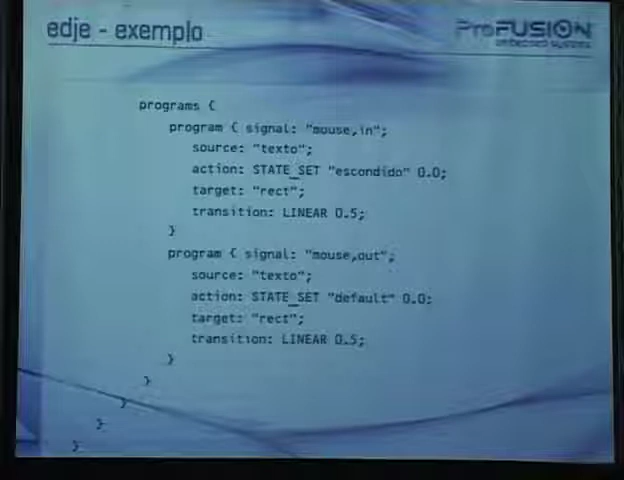 edje - exemplo
ProFUSION
embedded systems
programs {
program { signal: "mouse,in";
source: "texto";
action: STATE_SET "escondido" 0.0;
target: "rect";
transition: LINEAR 0.5;
}
program { signal: "mouse,out";
source: "texto";
action: STATE_SET "default" 0.0;
target: "rect";
transition: LINEAR 0.5;
}
}
}
}
}